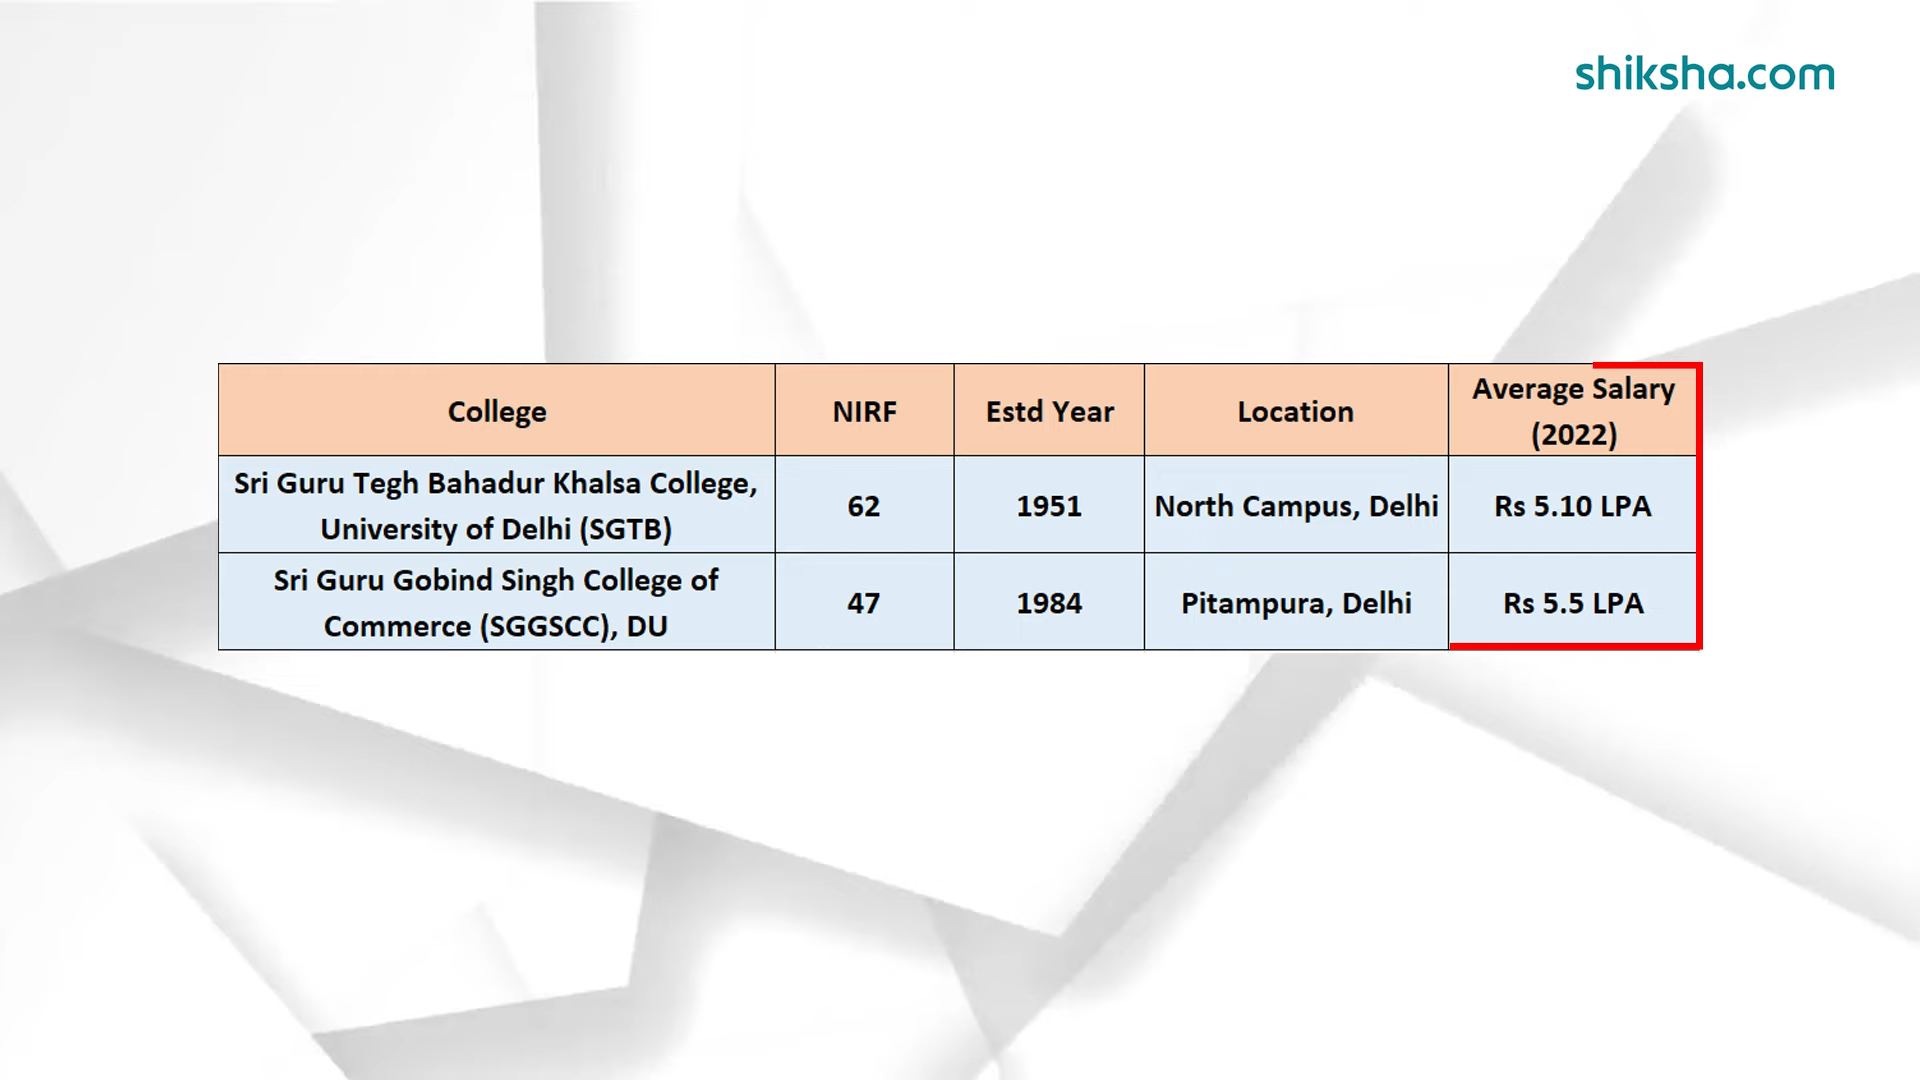 shiksha.com
College
NIRF
Estd Year
Location
Average Salary
(2022)
Sri Guru Tegh Bahadur Khalsa College,
University of Delhi (SGTB)
62
1951
North Campus, Delhi
Rs 5.10 LPA
Sri Guru Gobind Singh College of
Commerce (SGGSCC), DU
47
1984
Pitampura, Delhi
Rs 5.5 LPA